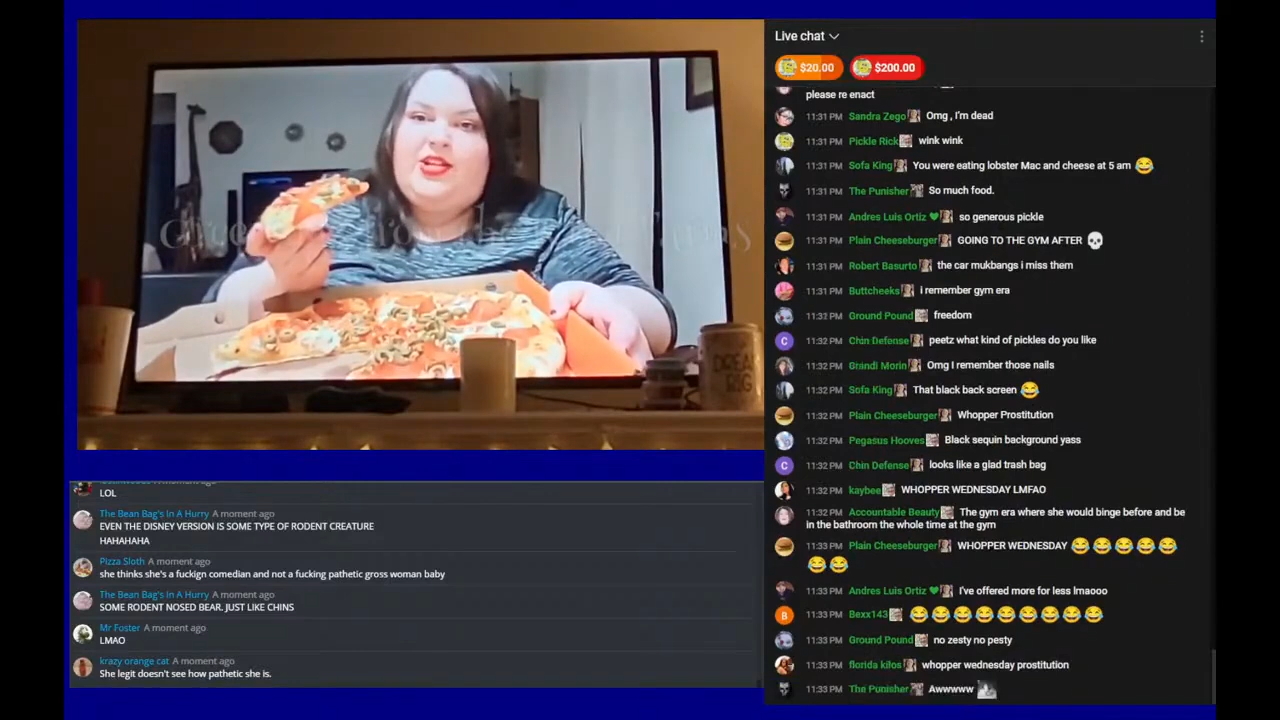 DREAM
BIG
LOL
The Bean Bag's In A Hurry A moment ago
EVEN THE DISNEY VERSION IS SOME TYPE OF RODENT CREATURE
HAHAHAHA
Pizza Sloth A moment ago
she thinks she's a fuckign comedian and not a fucking pathetic gross woman baby
The Bean Bag's In A Hurry A moment ago
SOME RODENT NOSED BEAR. JUST LIKE CHINS
Mr Foster A moment ago
LMAO
krazy orange cat A moment ago
She legit doesn't see how pathetic she is.
Live chat
$20.00 $200.00
please re enact
11:31 PM Sandra Zego Omg , I'm dead
11:31 PM Pickle Rick wink wink
11:31 PM Sofa King You were eating lobster Mac and cheese at 5 am 😂
11:31 PM The Punisher So much food.
11:31 PM Andres Luis Ortiz 💚 so generous pickle
11:31 PM Plain Cheeseburger GOING TO THE GYM AFTER 💀
11:31 PM Robert Basurto the car mukbangs i miss them
11:31 PM Buttcheeks i remember gym era
11:31 PM Ground Pound freedom
11:32 PM Chin Defense peetz what kind of pickles do you like
11:32 PM Morin Omg I remember those nails
11:32 PM Sofa King That black back screen 😂
11:32 PM Plain Cheeseburger Whopper Prostitution
11:32 PM Pegasus Hooves Black sequin background yass
11:32 PM Chin Defense looks like a glad trash bag
11:32 PM kaybee WHOPPER WEDNESDAY LMFAO
11:32 PM Accountable Beauty The gym era where she would binge before and be
in the bathroom the whole time at the gym
11:33 PM Plain Cheeseburger WHOPPER WEDNESDAY 😂😂😂😂😂
😂😂
11:33 PM Andres Luis Ortiz 💚 I've offered more for less lmaooo
11:33 PM Bexx143 😂😂😂😂😂😂😂😂😂
11:33 PM Ground Pound no zesty no pesty
11:33 PM florida kilos whopper wednesday prostitution
11:33 PM The Punisher Awwwww